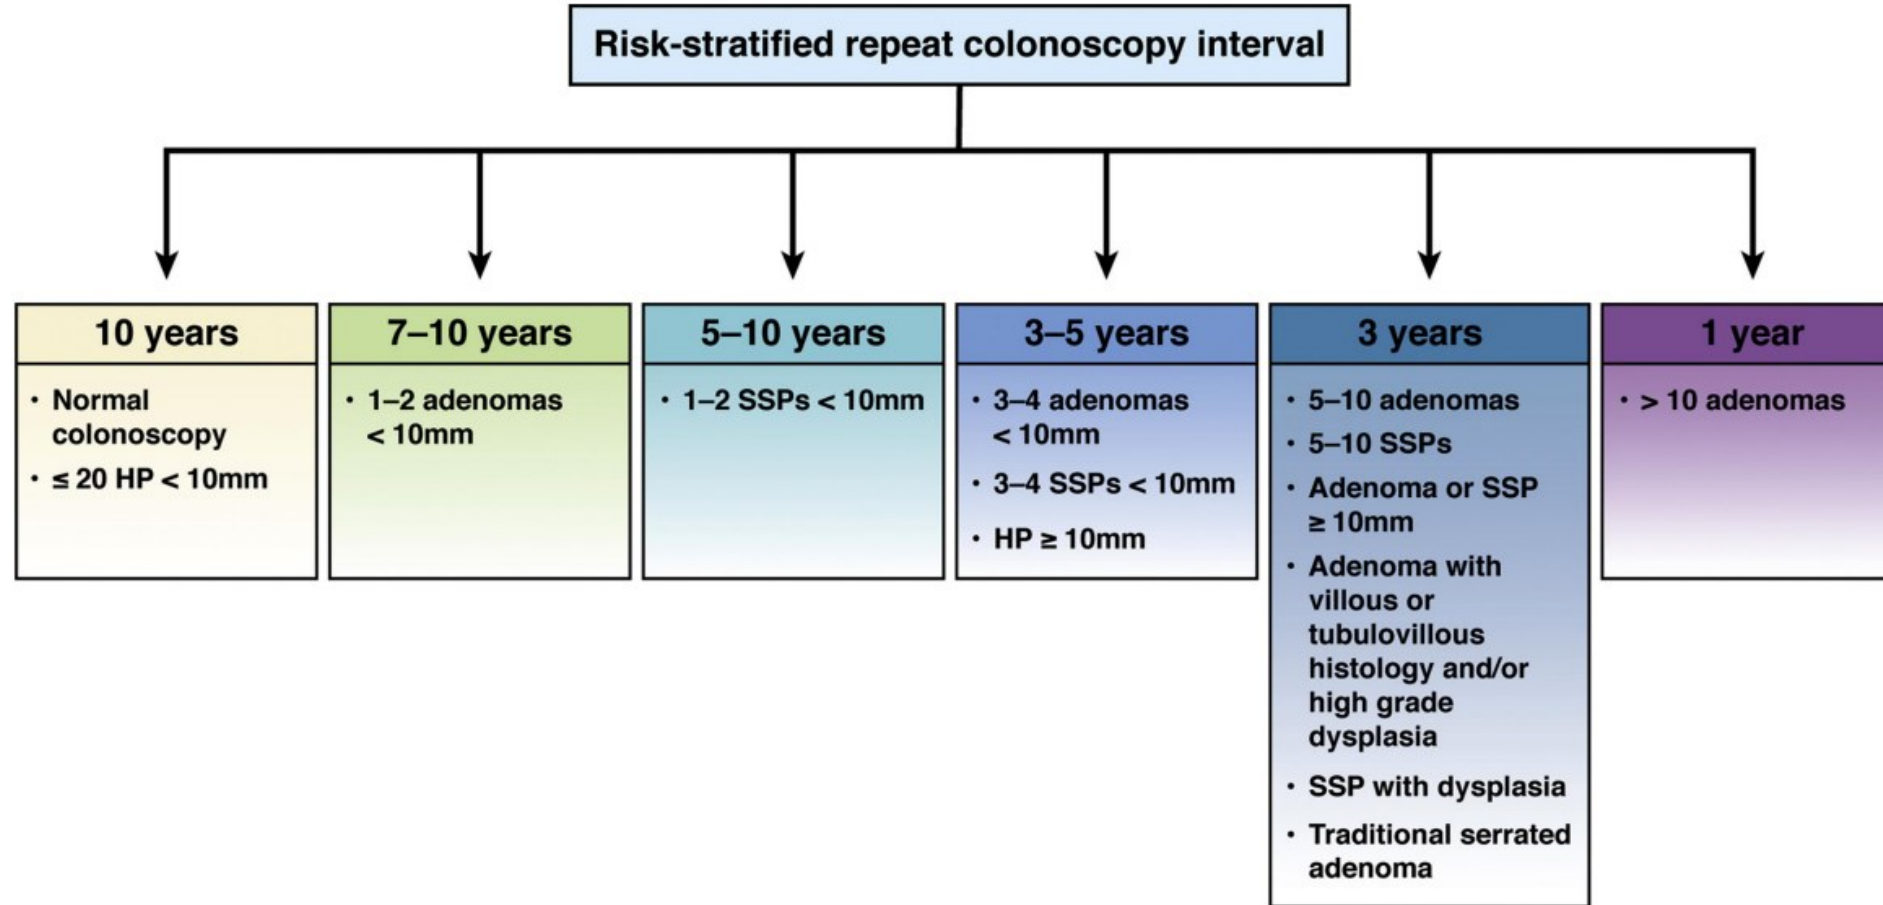 Risk-stratified repeat colonoscopy interval
10 years
• Normal
colonoscopy
• ≤ 20 HP < 10mm
7–10 years
• 1–2 adenomas
< 10mm
5–10 years
• 1–2 SSPs < 10mm
3–5 years
• 3–4 adenomas
< 10mm
• 3–4 SSPs < 10mm
• HP ≥ 10mm
3 years
• 5–10 adenomas
• 5–10 SSPs
• Adenoma or SSP
≥ 10mm
• Adenoma with
villous or
tubulovillous
histology and/or
high grade
dysplasia
• SSP with dysplasia
• Traditional serrated
adenoma
1 year
• > 10 adenomas